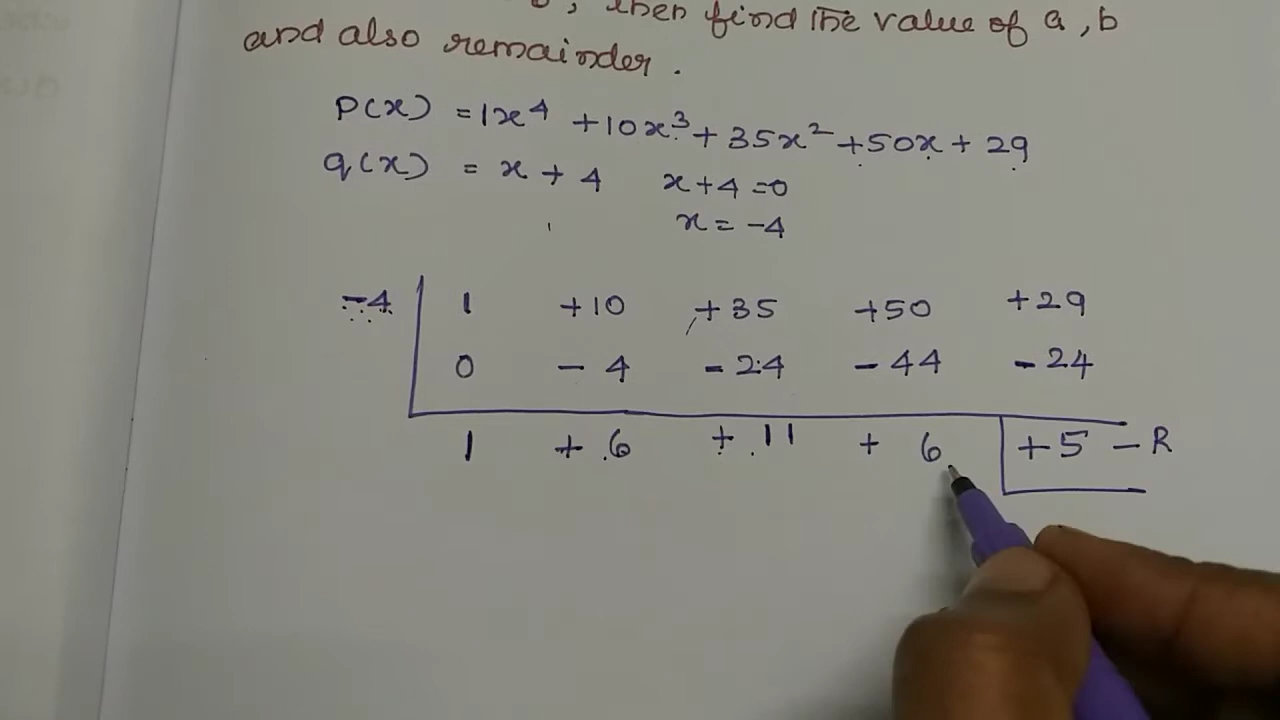 , then find the value of a, b
and also remainder.
P(x) = 1x⁴ + 10x³ + 35x² + 50x + 29
q(x) = x + 4 x + 4 = 0
x = -4
-4 1 +10 +35 +50 +29
0 - 4 - 24 - 44 - 24
1 + 6 + 11 + 6 +5 - R